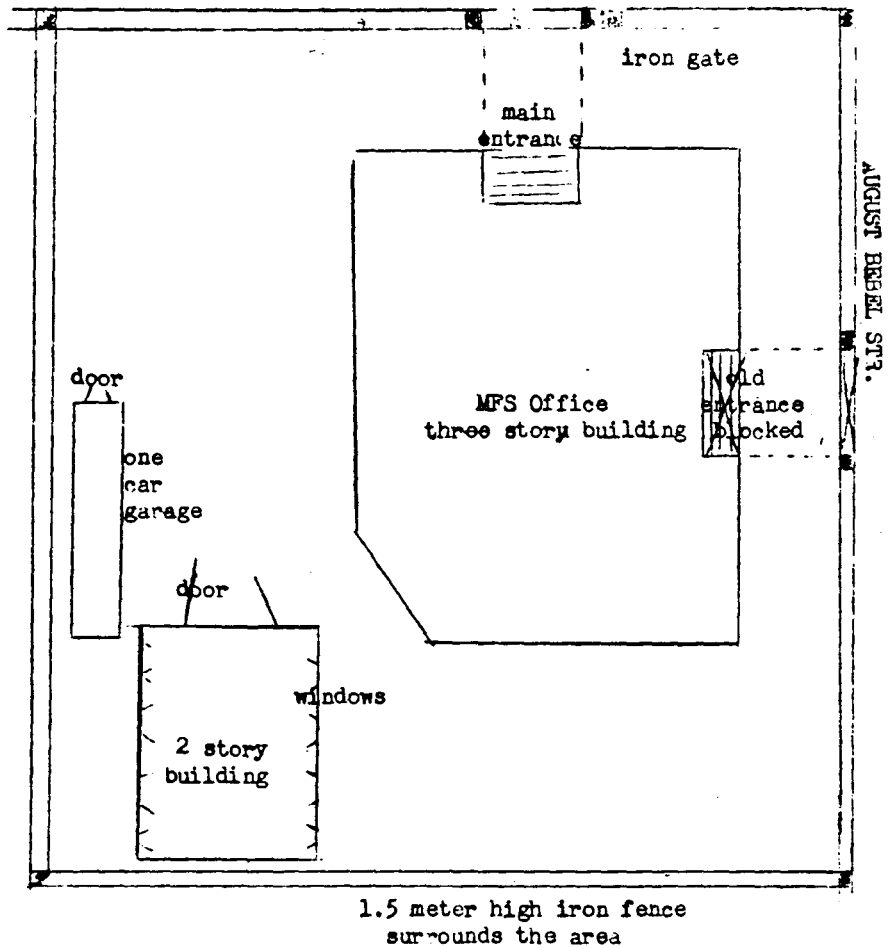 iron gate
main
entrance
AUGUST BEBEL STR.
door
old
entrance
blocked
MFS Office
three story building
one
car
garage
door
windows
2 story
building
1.5 meter high iron fence
surrounds the area